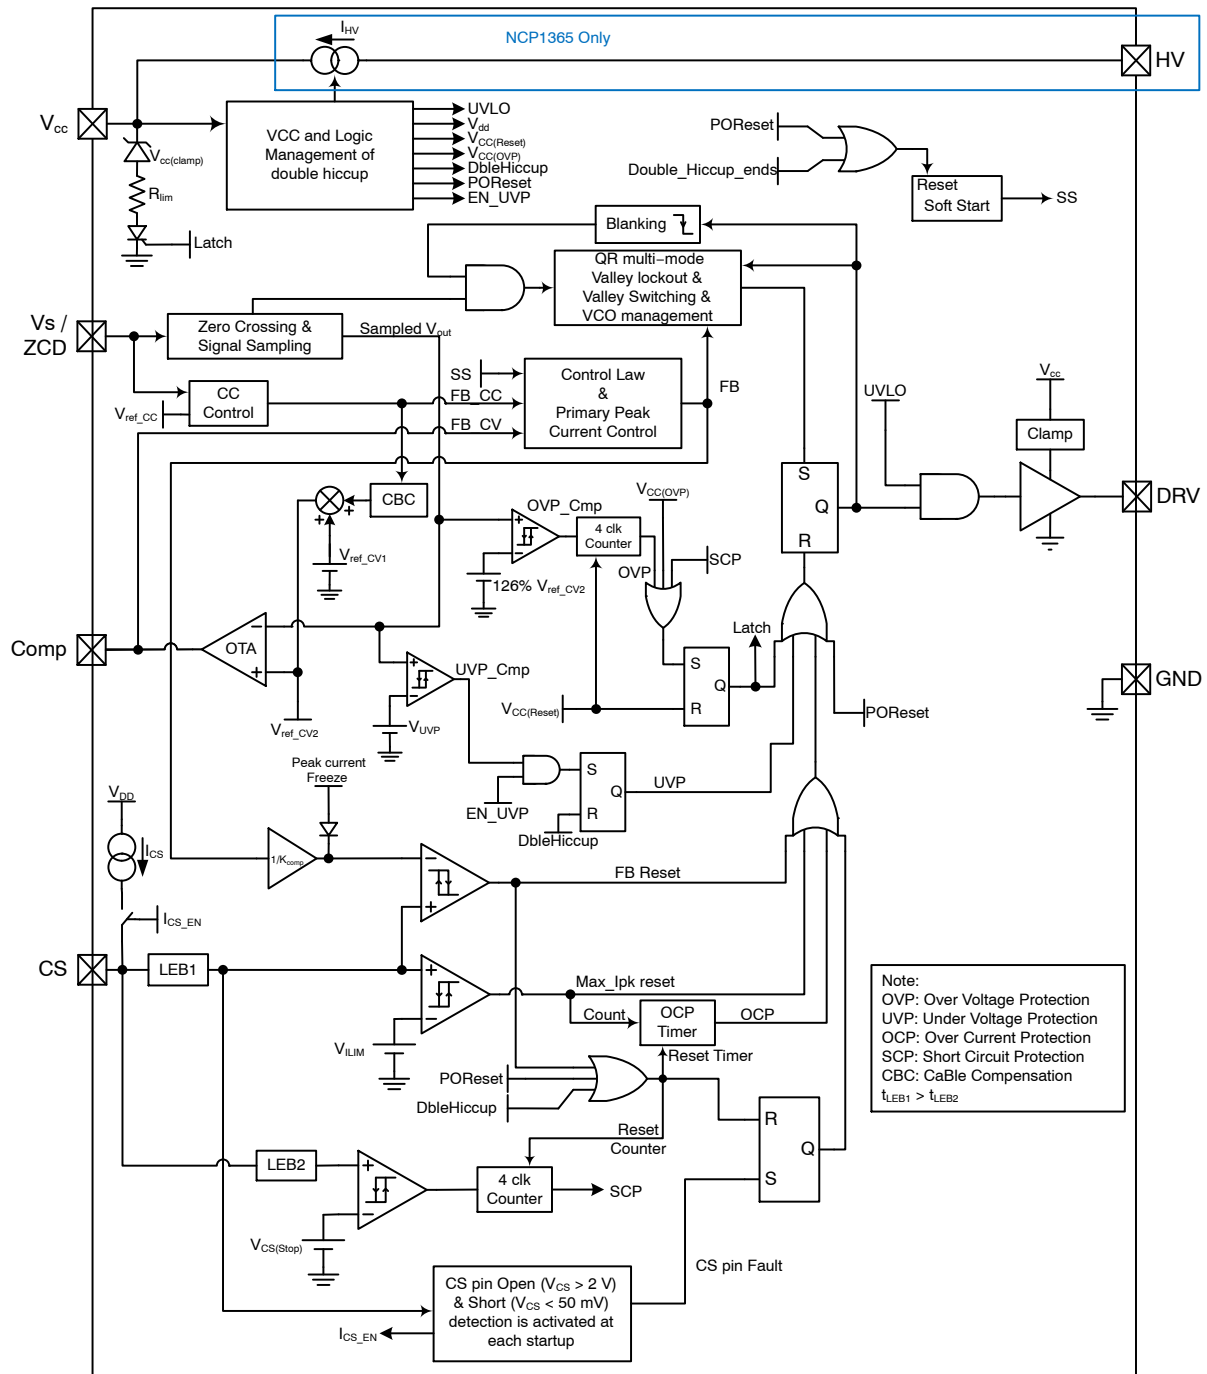 I_HV
NCP1365 Only
HV
Vcc
VCC and Logic
Management of
double hiccup
UVLO
Vdd
VCC(Reset)
VCC(OVP)
DbleHiccup
POReset
EN_UVP
Vcc(clamp)
Rlim
Latch
POReset
Double_Hiccup_ends
Reset
Soft Start
SS
Blanking
QR multi−mode
Valley lockout &
Valley Switching &
VCO management
Vs /
ZCD
Zero Crossing &
Signal Sampling
Sampled Vout
CC
Control
Vref_CC
SS
FB_CC
FB_CV
Control Law
&
Primary Peak
Current Control
FB
UVLO
Vcc
Clamp
DRV
S
Q
R
CBC
+
+
Vref_CV1
OVP_Cmp
+
−
126% Vref_CV2
4 clk
Counter
VCC(OVP)
OVP
SCP
Comp
OTA
−
+
Vref_CV2
UVP_Cmp
+
−
VUVP
Latch
S
Q
R
VCC(Reset)
POReset
GND
Peak current
Freeze
EN_UVP
S
Q
R
DbleHiccup
UVP
VDD
ICS
ICS_EN
1/Kcomp
−
+
FB Reset
CS
LEB1
+
−
VILIM
Max_Ipk reset
Count
OCP
Timer
OCP
Reset Timer
POReset
DbleHiccup
Reset
Counter
R
Q
S
Note:
OVP: Over Voltage Protection
UVP: Under Voltage Protection
OCP: Over Current Protection
SCP: Short Circuit Protection
CBC: CaBle Compensation
tLEB1 > tLEB2
LEB2
+
−
VCS(Stop)
4 clk
Counter
SCP
CS pin Fault
CS pin Open (VCS > 2 V)
& Short (VCS < 50 mV)
detection is activated at
each startup
ICS_EN